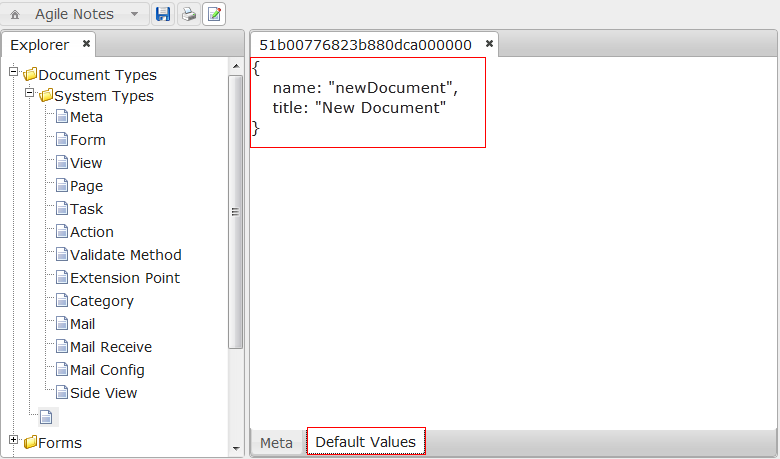 Agile Notes
Explorer
Document Types
System Types
Meta
Form
View
Page
Task
Action
Validate Method
Extension Point
Category
Mail
Mail Receive
Mail Config
Side View
Forms
51b00776823b880dca000000
{
name: "newDocument",
title: "New Document"
}
Meta
Default Values